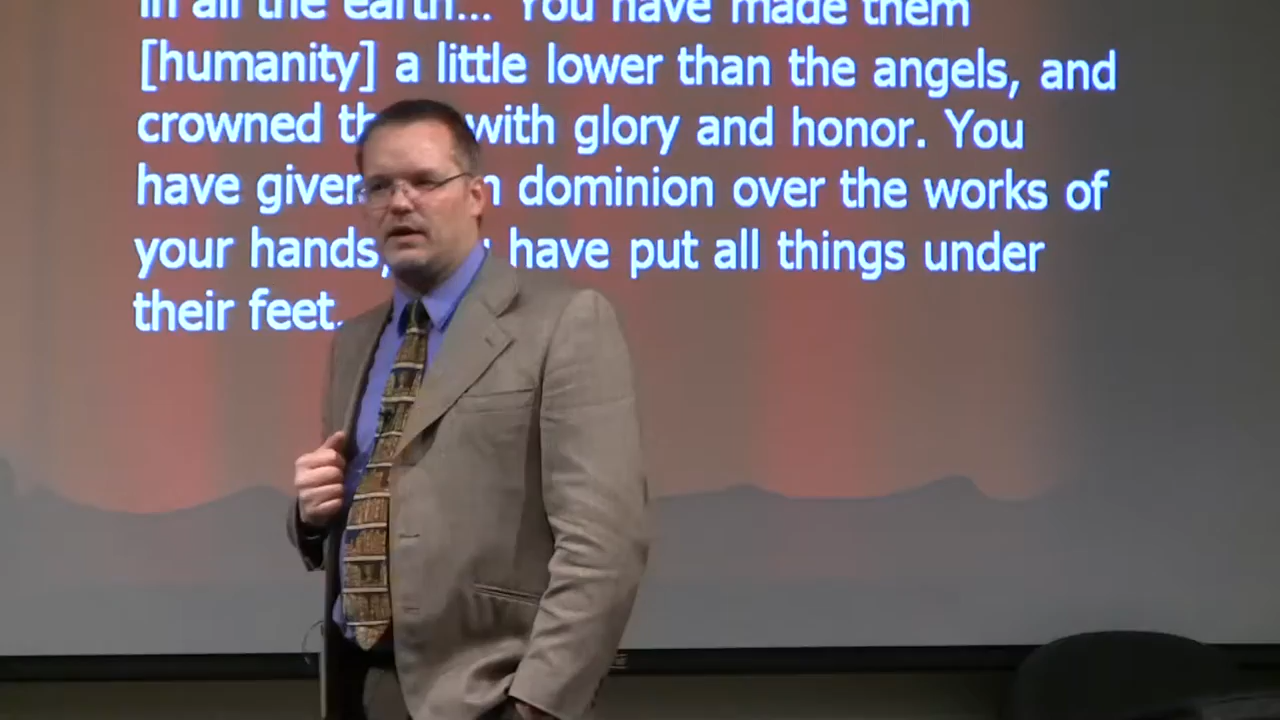 in all the earth... You have made them
[humanity] a little lower than the angels, and
crowned with glory and honor. You
have dominion over the works of
your hands, have put all things under
their feet.